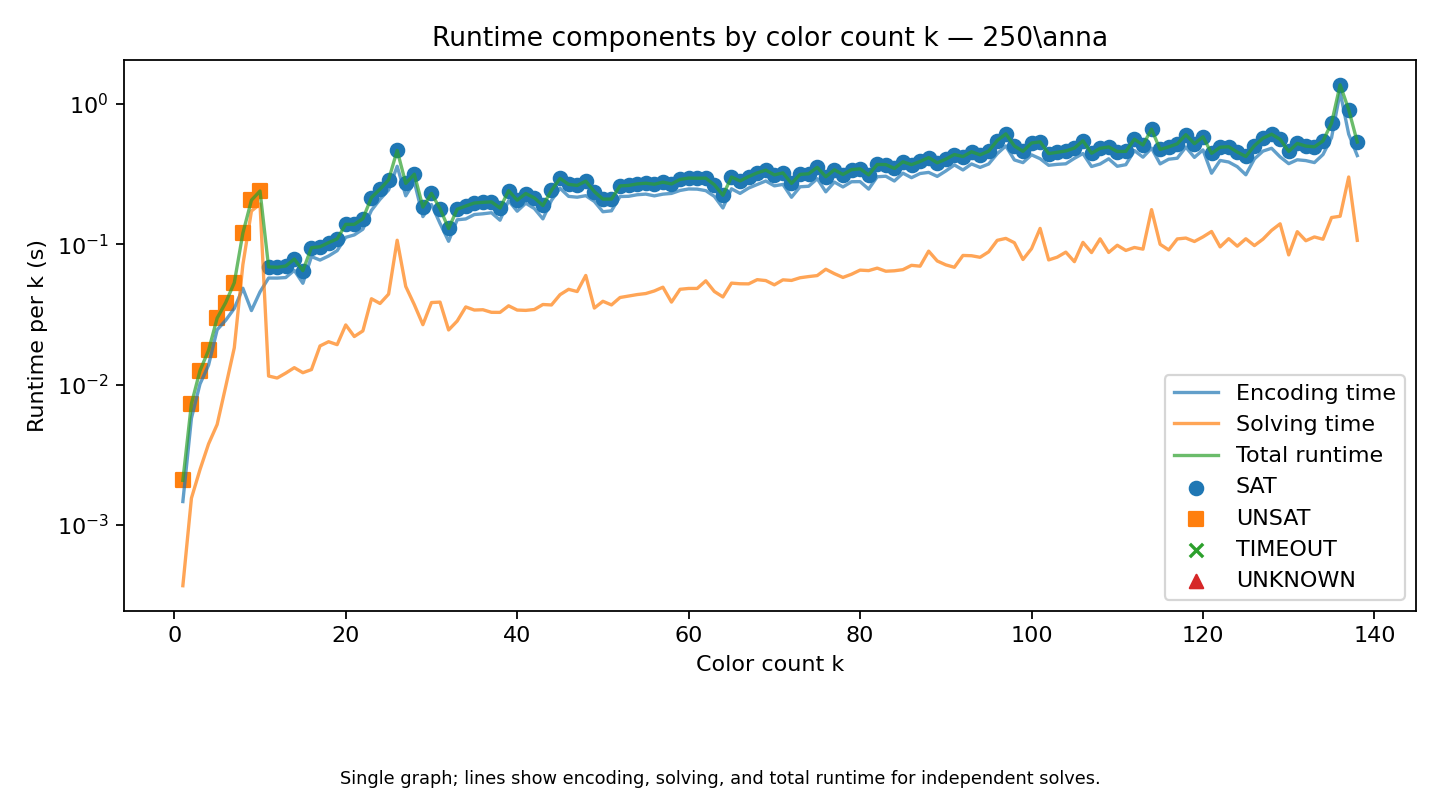 Runtime components by color count k — 250\anna
Runtime per k (s)
10⁰
10⁻¹
10⁻²
10⁻³
Encoding time
Solving time
Total runtime
SAT
UNSAT
TIMEOUT
UNKNOWN
0 20 40 60 80 100 120 140
Color count k
Single graph; lines show encoding, solving, and total runtime for independent solves.